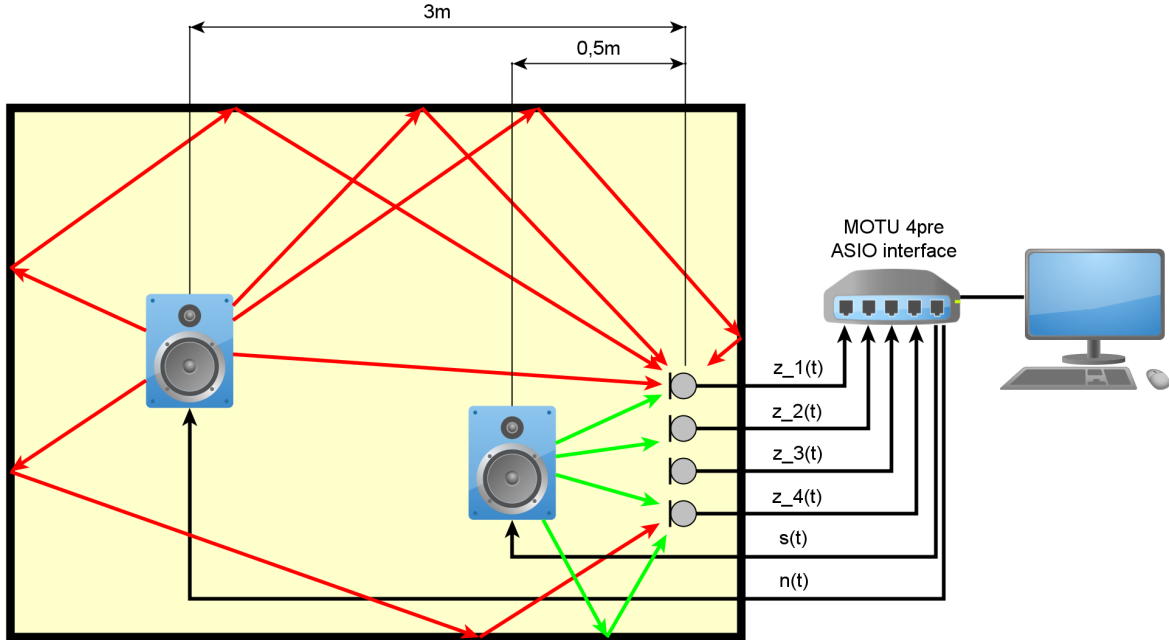 3m
0,5m
MOTU 4pre
ASIO interface
z_1(t)
z_2(t)
z_3(t)
z_4(t)
s(t)
n(t)